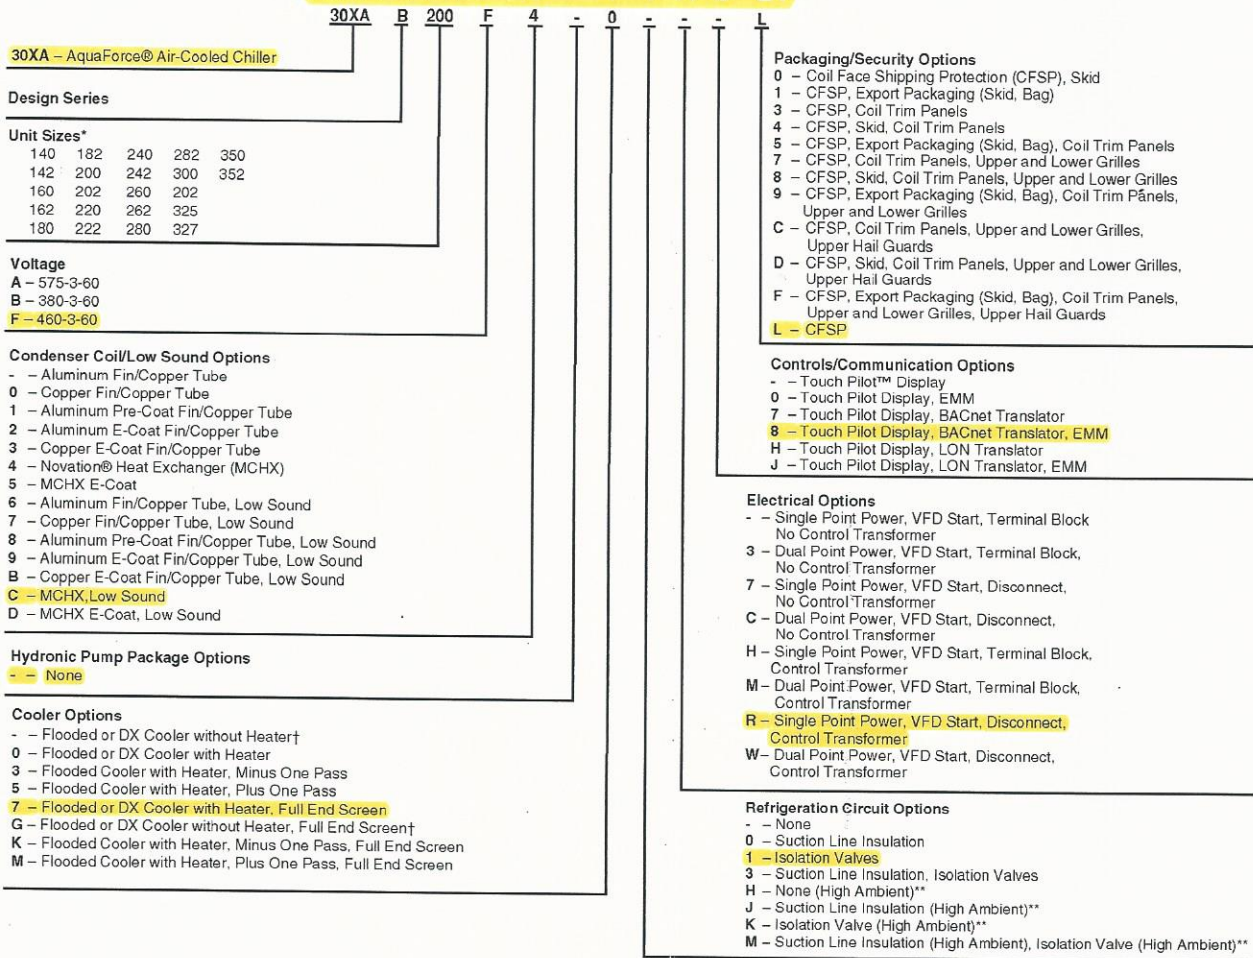 30XA B 200 F 4 - 0 - - - L
30XA – AquaForce® Air-Cooled Chiller
Design Series
Unit Sizes*
140 182 240 282 350
142 200 242 300 352
160 202 260 202
162 220 262 325
180 222 280 327
Voltage
A – 575-3-60
B – 380-3-60
F – 460-3-60
Condenser Coil/Low Sound Options
- – Aluminum Fin/Copper Tube
0 – Copper Fin/Copper Tube
1 – Aluminum Pre-Coat Fin/Copper Tube
2 – Aluminum E-Coat Fin/Copper Tube
3 – Copper E-Coat Fin/Copper Tube
4 – Novation® Heat Exchanger (MCHX)
5 – MCHX E-Coat
6 – Aluminum Fin/Copper Tube, Low Sound
7 – Copper Fin/Copper Tube, Low Sound
8 – Aluminum Pre-Coat Fin/Copper Tube, Low Sound
9 – Aluminum E-Coat Fin/Copper Tube, Low Sound
B – Copper E-Coat Fin/Copper Tube, Low Sound
C – MCHX,Low Sound
D – MCHX E-Coat, Low Sound
Hydronic Pump Package Options
- – None
Cooler Options
- – Flooded or DX Cooler without Heater†
0 – Flooded or DX Cooler with Heater
3 – Flooded Cooler with Heater, Minus One Pass
5 – Flooded Cooler with Heater, Plus One Pass
7 – Flooded or DX Cooler with Heater, Full End Screen
G – Flooded or DX Cooler without Heater, Full End Screen†
K – Flooded Cooler with Heater, Minus One Pass, Full End Screen
M – Flooded Cooler with Heater, Plus One Pass, Full End Screen
Packaging/Security Options
0 – Coil Face Shipping Protection (CFSP), Skid
1 – CFSP, Export Packaging (Skid, Bag)
3 – CFSP, Coil Trim Panels
4 – CFSP, Skid, Coil Trim Panels
5 – CFSP, Export Packaging (Skid, Bag), Coil Trim Panels
7 – CFSP, Coil Trim Panels, Upper and Lower Grilles
8 – CFSP, Skid, Coil Trim Panels, Upper and Lower Grilles
9 – CFSP, Export Packaging (Skid, Bag), Coil Trim Panels,
Upper and Lower Grilles
C – CFSP, Coil Trim Panels, Upper and Lower Grilles,
Upper Hail Guards
D – CFSP, Skid, Coil Trim Panels, Upper and Lower Grilles,
Upper Hail Guards
F – CFSP, Export Packaging (Skid, Bag), Coil Trim Panels,
Upper and Lower Grilles, Upper Hail Guards
L – CFSP
Controls/Communication Options
- – Touch Pilot™ Display
0 – Touch Pilot Display, EMM
7 – Touch Pilot Display, BACnet Translator
8 – Touch Pilot Display, BACnet Translator, EMM
H – Touch Pilot Display, LON Translator
J – Touch Pilot Display, LON Translator, EMM
Electrical Options
- – Single Point Power, VFD Start, Terminal Block
No Control Transformer
3 – Dual Point Power, VFD Start, Terminal Block,
No Control Transformer
7 – Single Point Power, VFD Start, Disconnect,
No Control Transformer
C – Dual Point Power, VFD Start, Disconnect,
No Control Transformer
H – Single Point Power, VFD Start, Terminal Block,
Control Transformer
M – Dual Point Power, VFD Start, Terminal Block,
Control Transformer
R – Single Point Power, VFD Start, Disconnect,
Control Transformer
W – Dual Point Power, VFD Start, Disconnect,
Control Transformer
Refrigeration Circuit Options
- – None
0 – Suction Line Insulation
1 – Isolation Valves
3 – Suction Line Insulation, Isolation Valves
H – None (High Ambient)**
J – Suction Line Insulation (High Ambient)**
K – Isolation Valve (High Ambient)**
M – Suction Line Insulation (High Ambient), Isolation Valve (High Ambient)**